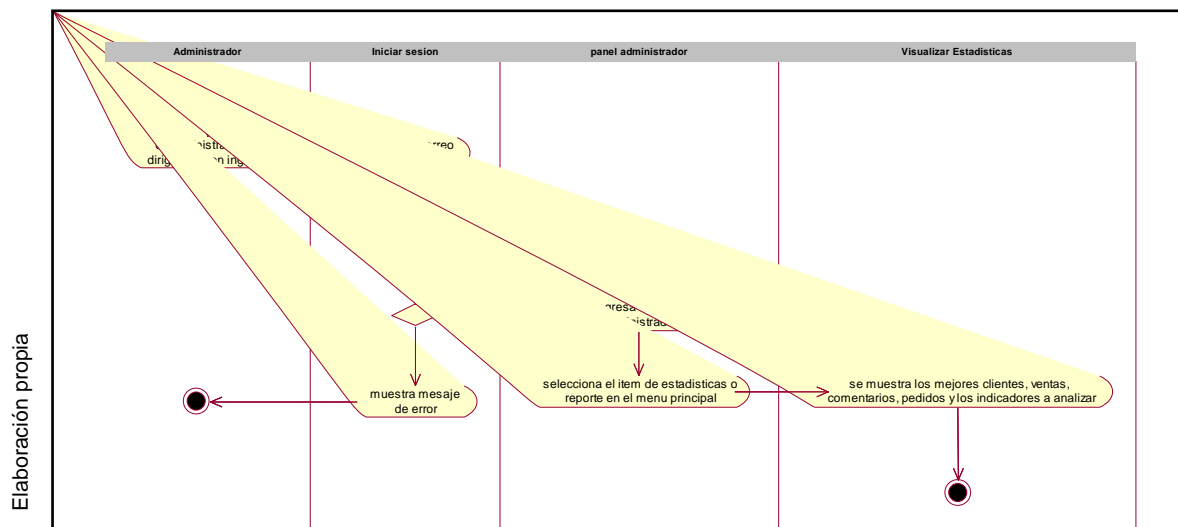 Administrador
Iniciar sesion
panel administrador
Visualizar Estadisticas
muestra mesaje
de error
selecciona el item de estadisticas o
reporte en el menu principal
se muestra los mejores clientes, ventas,
comentarios, pedidos y los indicadores a analizar
Elaboración propia